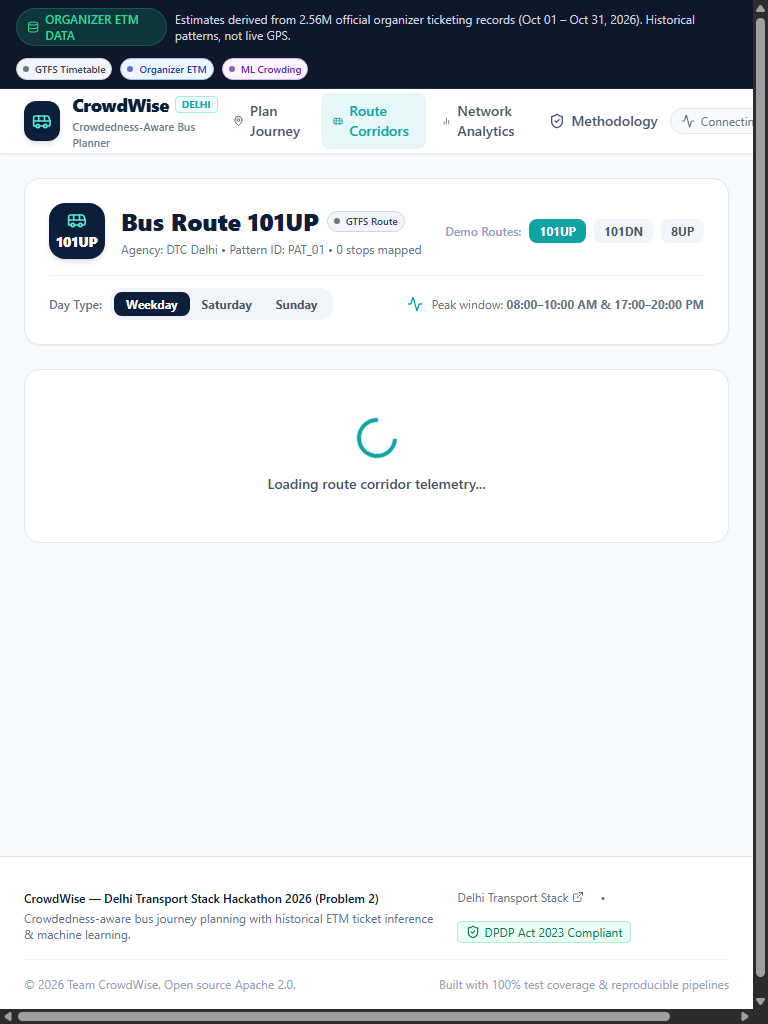 ORGANIZER ETM
DATA
Estimates derived from 2.56M official organizer ticketing records (Oct 01 – Oct 31, 2026). Historical
patterns, not live GPS.
GTFS Timetable
Organizer ETM
ML Crowding
CrowdWise DELHI
Crowdedness-Aware Bus
Planner
Plan
Journey
Route
Corridors
Network
Analytics
Methodology
Connectin
101UP
Bus Route 101UP GTFS Route
Agency: DTC Delhi • Pattern ID: PAT_01 • 0 stops mapped
Demo Routes: 101UP 101DN 8UP
Day Type: Weekday Saturday Sunday
Peak window: 08:00–10:00 AM & 17:00–20:00 PM
Loading route corridor telemetry...
CrowdWise — Delhi Transport Stack Hackathon 2026 (Problem 2)
Crowdedness-aware bus journey planning with historical ETM ticket inference
& machine learning.
Delhi Transport Stack •
DPDP Act 2023 Compliant
© 2026 Team CrowdWise. Open source Apache 2.0.
Built with 100% test coverage & reproducible pipelines